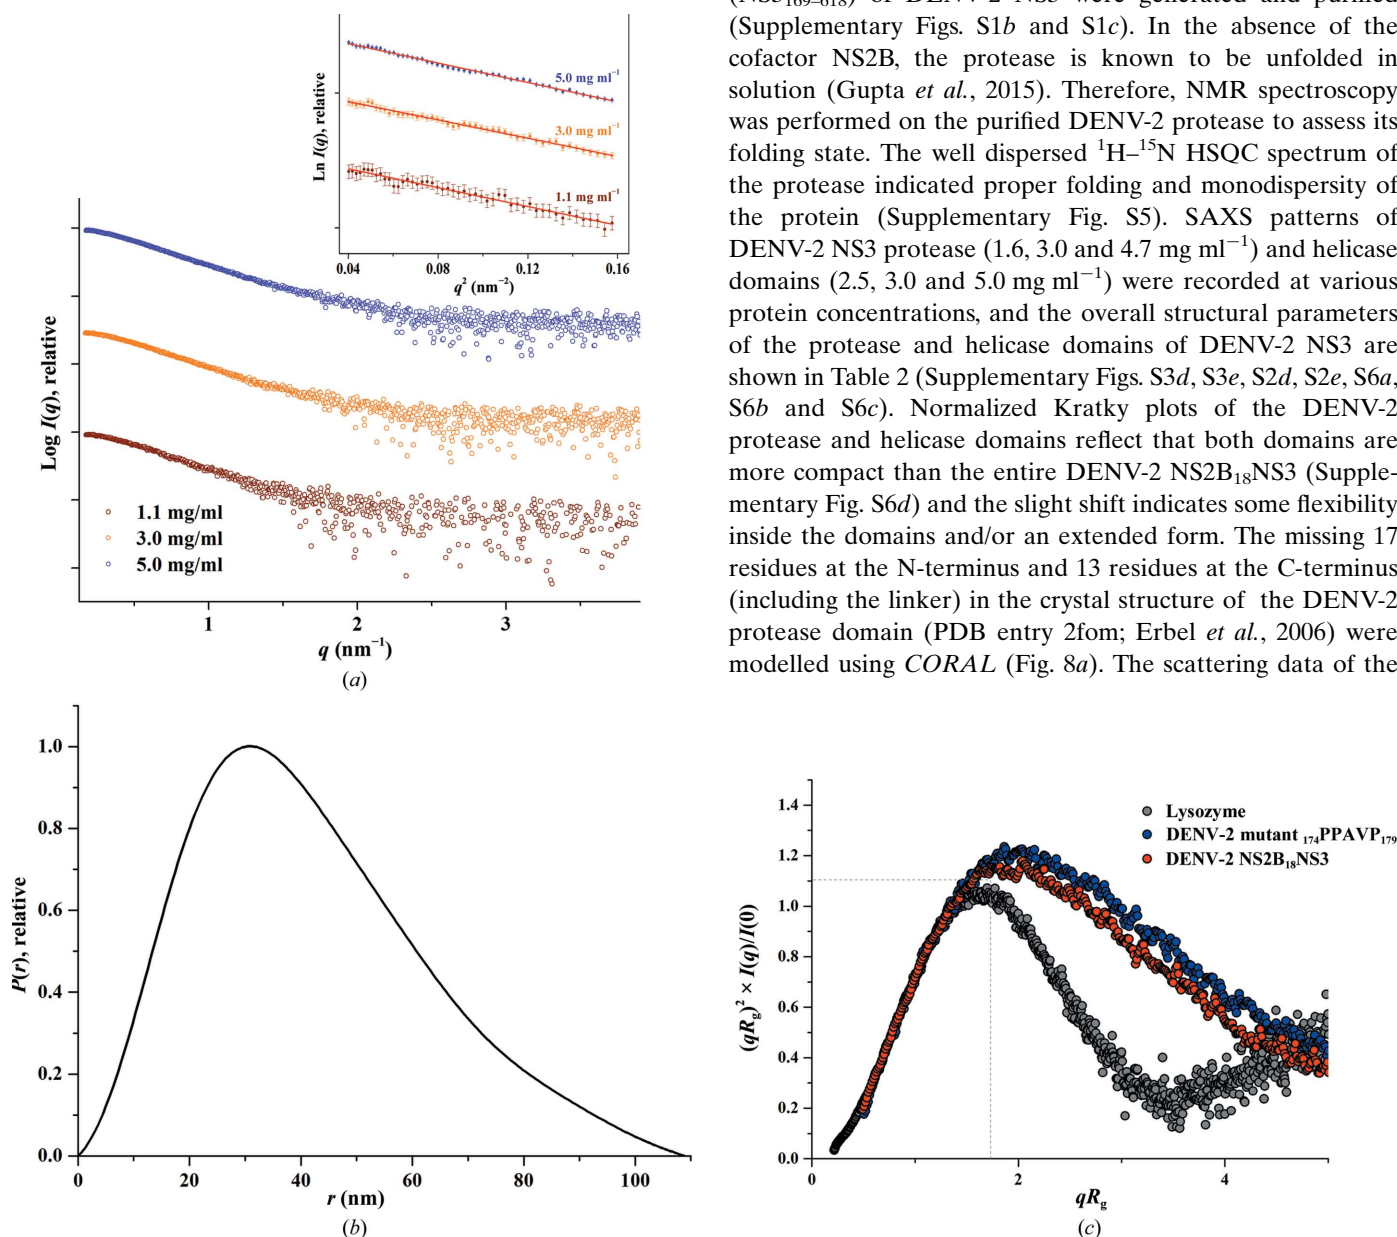 (NS3169–618) of DENV-2 NS3 were generated and purified
(Supplementary Figs. S1b and S1c). In the absence of the
cofactor NS2B, the protease is known to be unfolded in
solution (Gupta et al., 2015). Therefore, NMR spectroscopy
was performed on the purified DENV-2 protease to assess its
folding state. The well dispersed ¹H–¹⁵N HSQC spectrum of
the protease indicated proper folding and monodispersity of
the protein (Supplementary Fig. S5). SAXS patterns of
DENV-2 NS3 protease (1.6, 3.0 and 4.7 mg ml⁻¹) and helicase
domains (2.5, 3.0 and 5.0 mg ml⁻¹) were recorded at various
protein concentrations, and the overall structural parameters
of the protease and helicase domains of DENV-2 NS3 are
shown in Table 2 (Supplementary Figs. S3d, S3e, S2d, S2e, S6a,
S6b and S6c). Normalized Kratky plots of the DENV-2
protease and helicase domains reflect that both domains are
more compact than the entire DENV-2 NS2B₁₈NS3 (Supple-
mentary Fig. S6d) and the slight shift indicates some flexibility
inside the domains and/or an extended form. The missing 17
residues at the N-terminus and 13 residues at the C-terminus
(including the linker) in the crystal structure of the DENV-2
protease domain (PDB entry 2fom; Erbel et al., 2006) were
modelled using CORAL (Fig. 8a). The scattering data of the
Ln I(q), relative
5.0 mg ml⁻¹
3.0 mg ml⁻¹
1.1 mg ml⁻¹
0.04 0.08 0.12 0.16
q² (nm⁻²)
Log I(q), relative
1.1 mg/ml
3.0 mg/ml
5.0 mg/ml
1 2 3
q (nm⁻¹)
(a)
P(r), relative
1.0
0.8
0.6
0.4
0.2
0.0
0 20 40 60 80 100
r (nm)
(b)
(qRg)² × I(q)/I(0)
1.4
1.2
1.0
0.8
0.6
0.4
0.2
0.0
Lysozyme
DENV-2 mutant ₁₇₄PPAVP₁₇₉
DENV-2 NS2B₁₈NS3
0 2 4
qRg
(c)